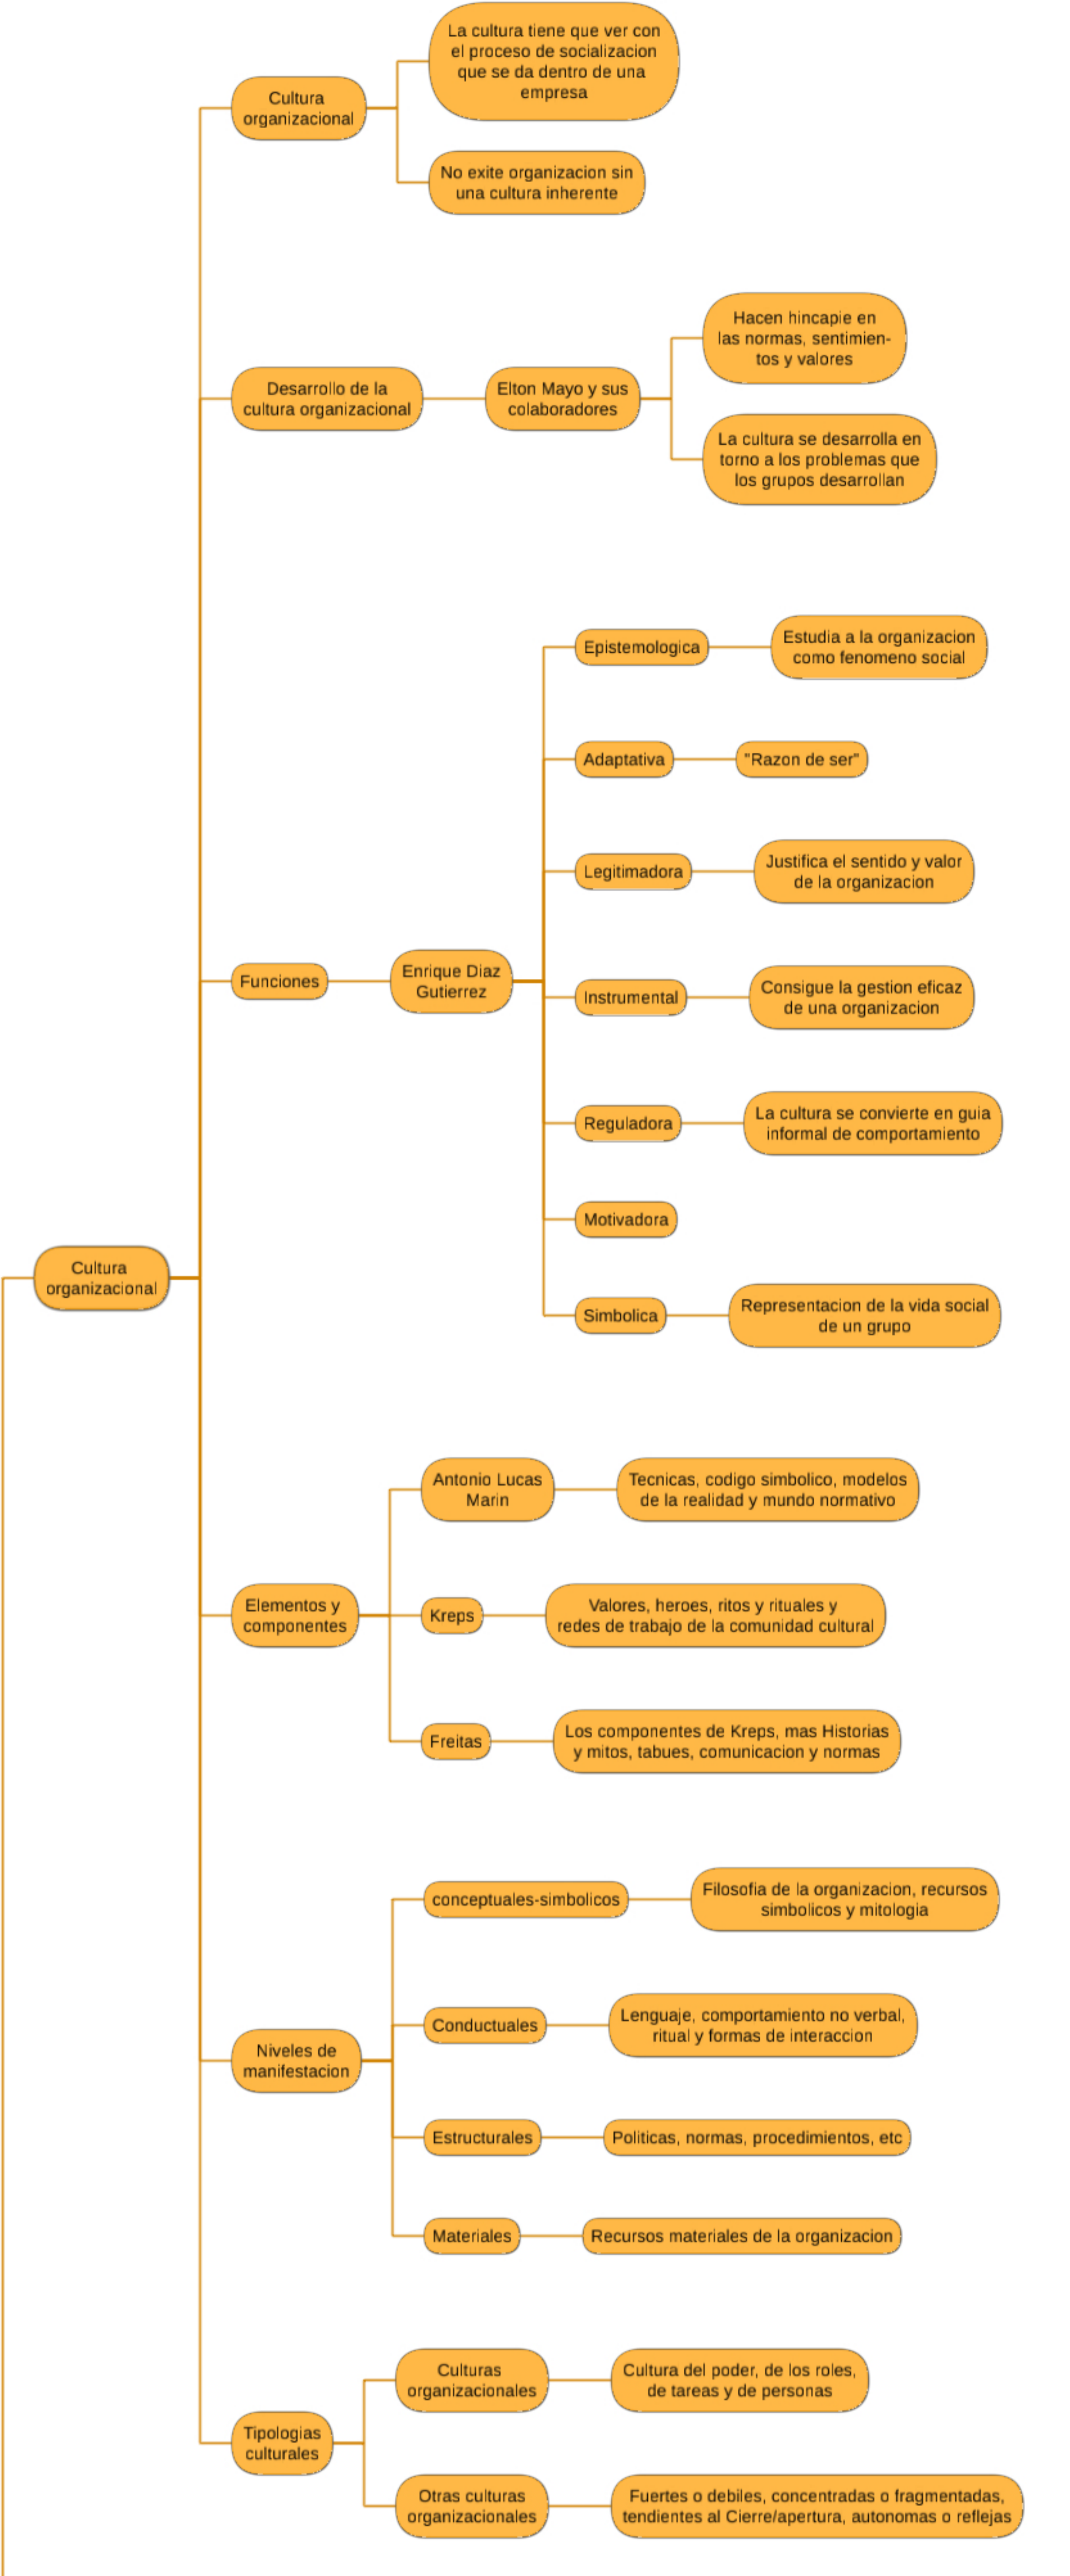 La cultura tiene que ver con
el proceso de socializacion
que se da dentro de una
empresa
Cultura
organizacional
No exite organizacion sin
una cultura inherente
Hacen hincapie en
las normas, sentimien-
tos y valores
Desarrollo de la
cultura organizacional
Elton Mayo y sus
colaboradores
La cultura se desarrolla en
torno a los problemas que
los grupos desarrollan
Epistemologica
Estudia a la organizacion
como fenomeno social
Adaptativa
"Razon de ser"
Legitimadora
Justifica el sentido y valor
de la organizacion
Funciones
Enrique Diaz
Gutierrez
Instrumental
Consigue la gestion eficaz
de una organizacion
Reguladora
La cultura se convierte en guia
informal de comportamiento
Motivadora
Cultura
organizacional
Simbolica
Representacion de la vida social
de un grupo
Antonio Lucas
Marin
Tecnicas, codigo simbolico, modelos
de la realidad y mundo normativo
Elementos y
componentes
Kreps
Valores, heroes, ritos y rituales y
redes de trabajo de la comunidad cultural
Freitas
Los componentes de Kreps, mas Historias
y mitos, tabues, comunicacion y normas
conceptuales-simbolicos
Filosofia de la organizacion, recursos
simbolicos y mitologia
Conductuales
Lenguaje, comportamiento no verbal,
ritual y formas de interaccion
Niveles de
manifestacion
Estructurales
Politicas, normas, procedimientos, etc
Materiales
Recursos materiales de la organizacion
Culturas
organizacionales
Cultura del poder, de los roles,
de tareas y de personas
Tipologias
culturales
Otras culturas
organizacionales
Fuertes o debiles, concentradas o fragmentadas,
tendientes al Cierre/apertura, autonomas o reflejas